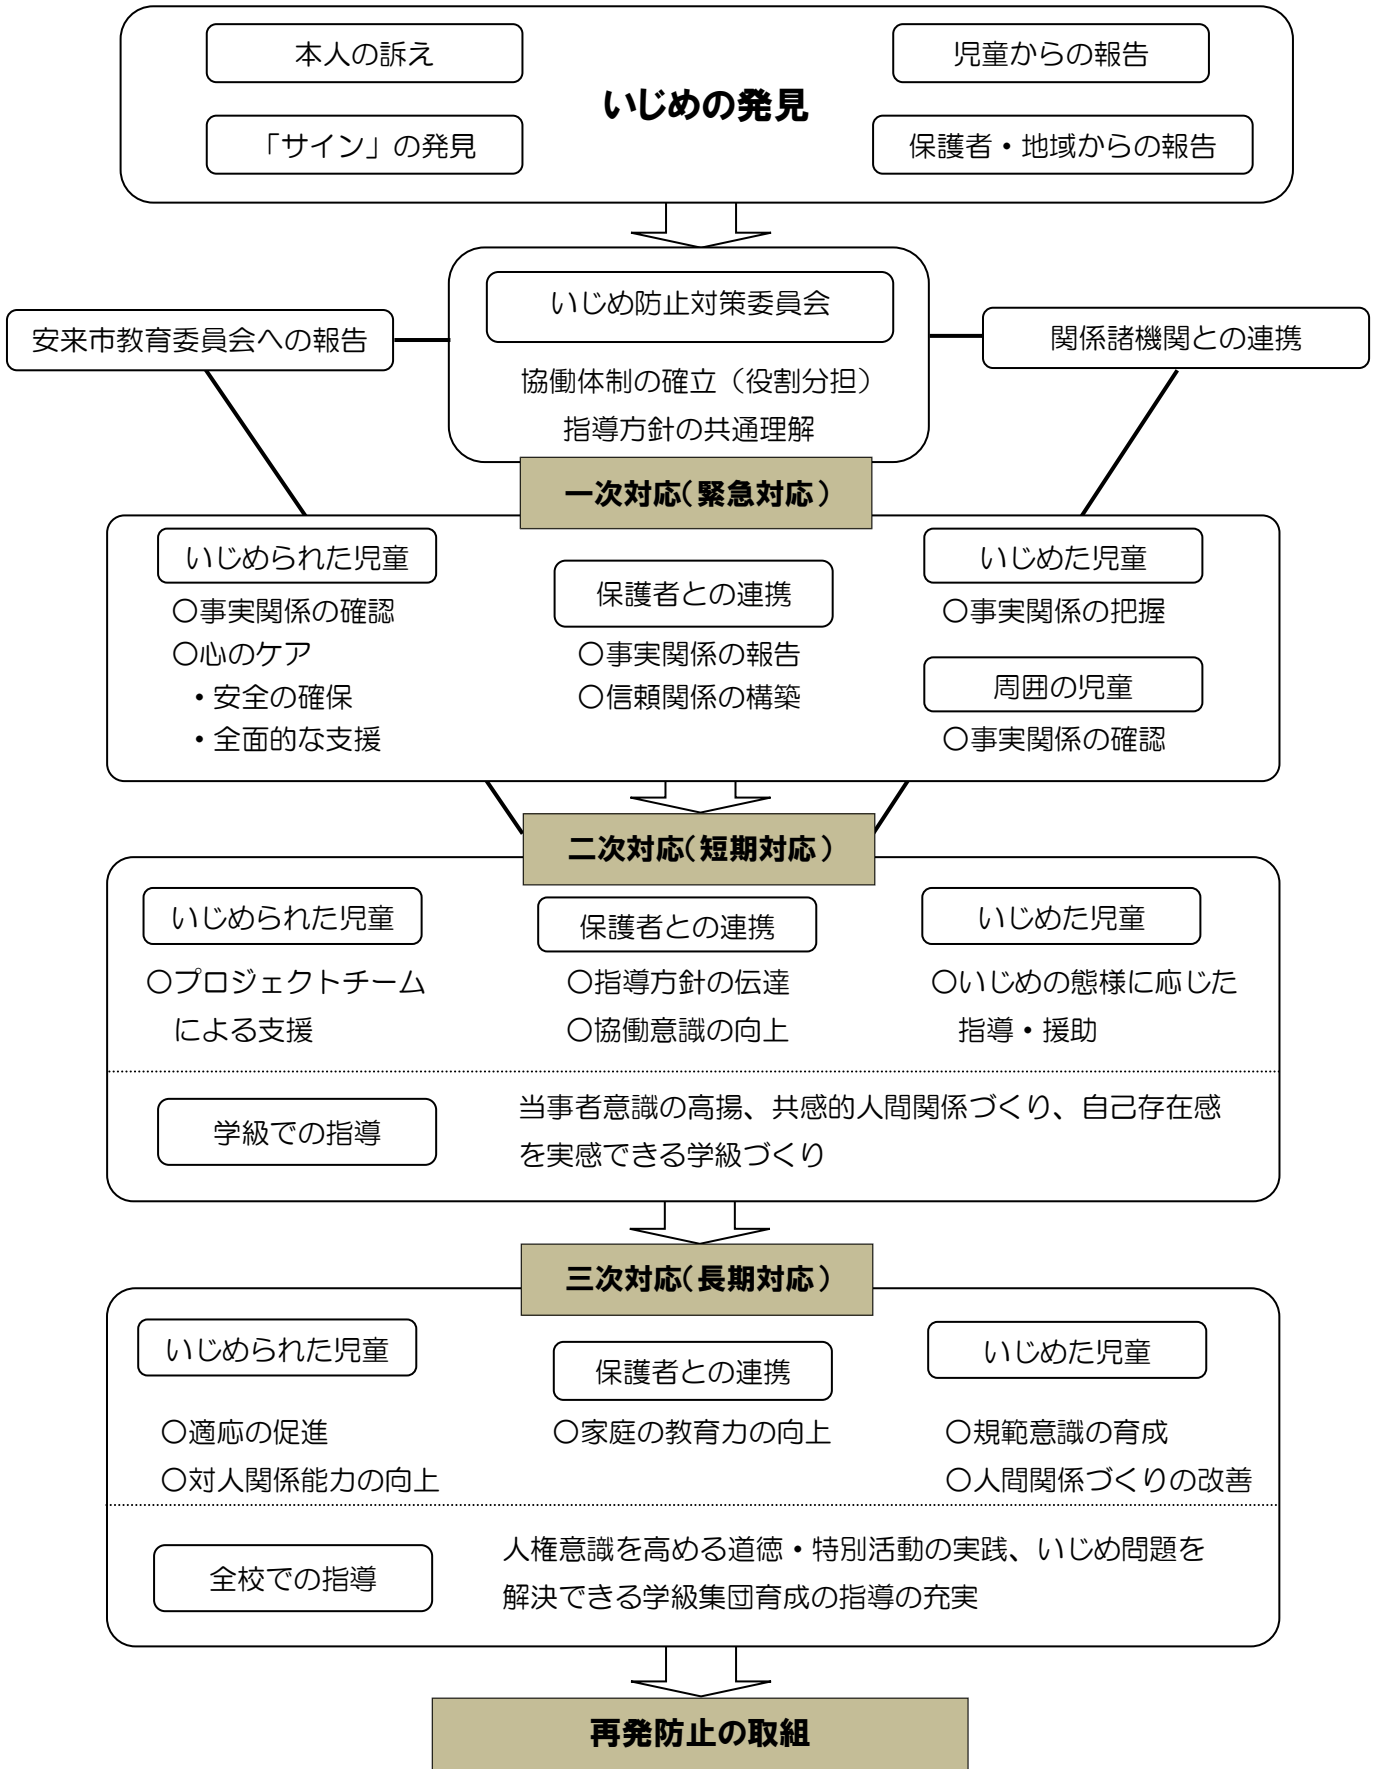 本人の訴え
児童からの報告
いじめの発見
「サイン」の発見
保護者・地域からの報告
いじめ防止対策委員会
安来市教育委員会への報告
関係諸機関との連携
協働体制の確立（役割分担）
指導方針の共通理解
一次対応（緊急対応）
いじめられた児童
○事実関係の確認
○心のケア
・安全の確保
・全面的な支援
保護者との連携
○事実関係の報告
○信頼関係の構築
いじめた児童
○事実関係の把握
周囲の児童
○事実関係の確認
二次対応（短期対応）
いじめられた児童
○プロジェクトチーム
による支援
保護者との連携
○指導方針の伝達
○協働意識の向上
いじめた児童
○いじめの態様に応じた
指導・援助
学級での指導
当事者意識の高揚、共感的人間関係づくり、自己存在感
を実感できる学級づくり
三次対応（長期対応）
いじめられた児童
○適応の促進
○対人関係能力の向上
保護者との連携
○家庭の教育力の向上
いじめた児童
○規範意識の育成
○人間関係づくりの改善
全校での指導
人権意識を高める道徳・特別活動の実践、いじめ問題を
解決できる学級集団育成の指導の充実
再発防止の取組